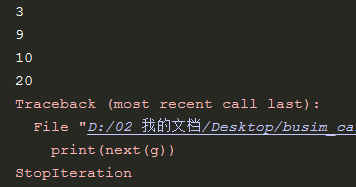 3
9
10
20
Traceback (most recent call last):
File "D:/02 我的文档/Desktop/busim_ca
print(next(g))
StopIteration